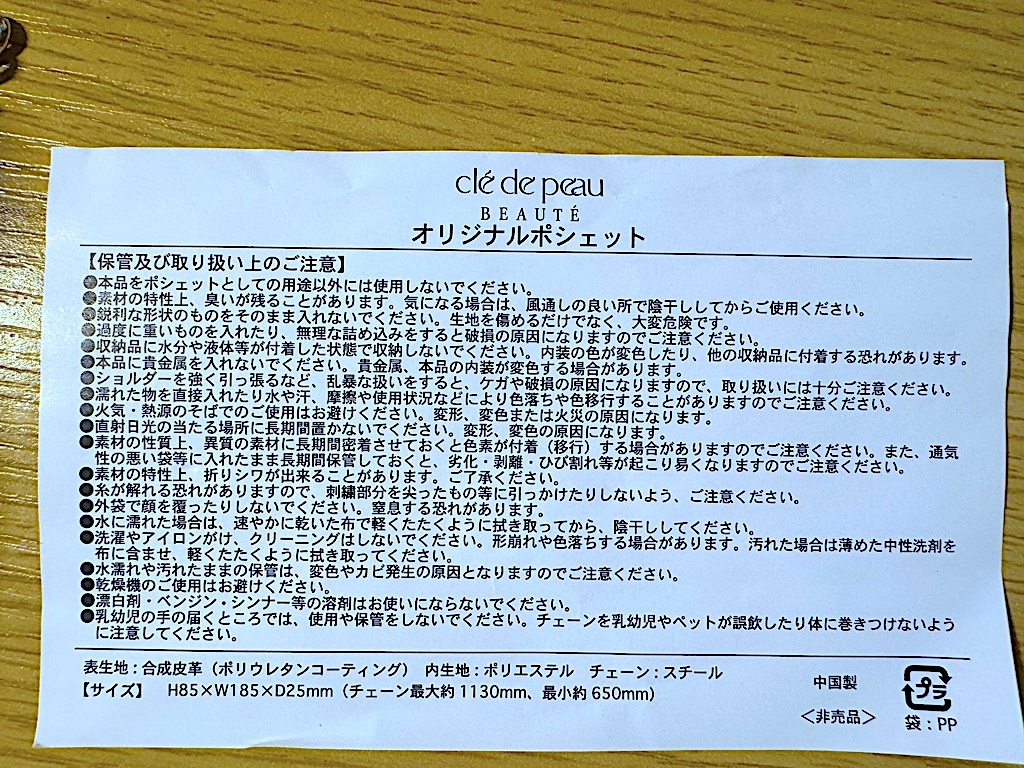 clé de peau
BEAUTÉ
オリジナルポシェット
【保管及び取り扱い上のご注意】
●本品をポシェットとしての用途以外には使用しないでください。
●素材の特性上、臭いが残ることがあります。気になる場合は、風通しの良い所で陰干ししてからご使用ください。
●鋭利な形状のものをそのまま入れないでください。生地を傷めるだけでなく、大変危険です。
●過度に重いものを入れたり、無理な詰め込みをすると破損の原因になりますのでご注意ください。
●収納品に水分や液体等が付着した状態で収納しないでください。内装の色が変色したり、他の収納品に付着する恐れがあります。
●本品に貴金属を入れないでください。貴金属、本品の内装が変色する場合があります。
●ショルダーを強く引っ張るなど、乱暴な扱いをすると、ケガや破損の原因になりますので、取り扱いには十分ご注意ください。
●濡れた物を直接入れたり水や汗、摩擦や使用状況などにより色落ちや色移行することがありますのでご注意ください。
●火気・熱源のそばでのご使用はお避けください。変形、変色または火災の原因になります。
●直射日光の当たる場所に長期間置かないでください。変形、変色の原因になります。
●素材の性質上、異質の素材に長期間密着させておくと色素が付着（移行）する場合がありますのでご注意ください。また、通気
性の悪い袋等に入れたまま長期間保管しておくと、劣化・剥離・ひび割れ等が起こり易くなりますのでご注意ください。
●素材の特性上、折りシワが出来ることがあります。ご了承ください。
●糸が解れる恐れがありますので、刺繍部分を尖ったもの等に引っかけたりしないよう、ご注意ください。
●外袋で顔を覆ったりしないでください。窒息する恐れがあります。
●水に濡れた場合は、速やかに乾いた布で軽くたたくように拭き取ってから、陰干ししてください。
●洗濯やアイロンがけ、クリーニングはしないでください。形崩れや色落ちする場合があります。汚れた場合は薄めた中性洗剤を
布に含ませ、軽くたたくように拭き取ってください。
●水濡れや汚れたままの保管は、変色やカビ発生の原因となりますのでご注意ください。
●乾燥機のご使用はお避けください。
●漂白剤・ベンジン・シンナー等の溶剤はお使いにならないでください。
●乳幼児の手の届くところでは、使用や保管をしないでください。チェーンを乳幼児やペットが誤飲したり体に巻きつけないよう
に注意してください。
表生地：合成皮革（ポリウレタンコーティング） 内生地：ポリエステル チェーン：スチール
【サイズ】 H85×W185×D25mm（チェーン最大約1130mm、最小約650mm）
中国製
＜非売品＞
プラ
袋：PP